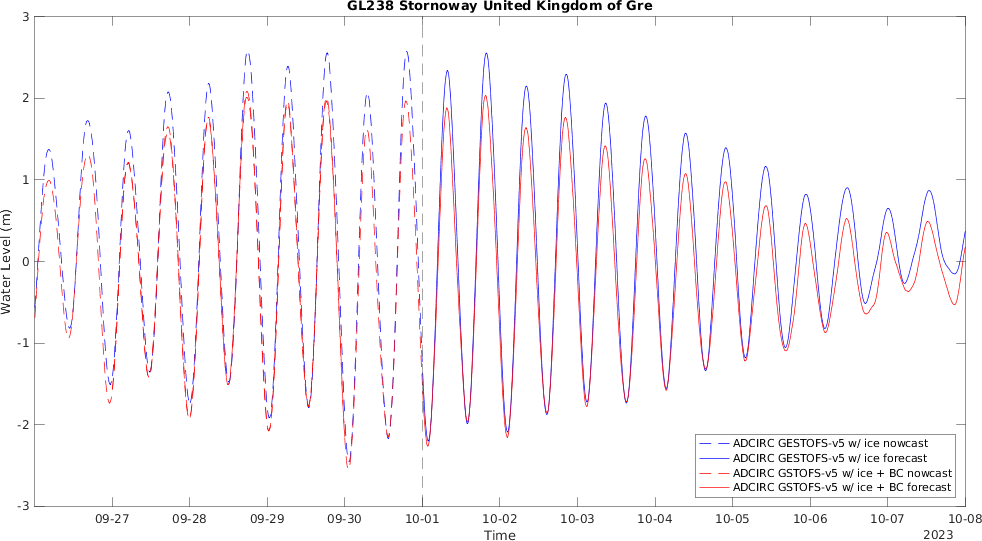 GL238 Stornoway United Kingdom of Gre
3
2
1
0
-1
-2
-3
Water Level (m)
09-27 09-28 09-29 09-30 10-01 10-02 10-03 10-04 10-05 10-06 10-07 10-08
Time
2023
ADCIRC GESTOFS-v5 w/ ice nowcast
ADCIRC GESTOFS-v5 w/ ice forecast
ADCIRC GSTOFS-v5 w/ ice + BC nowcast
ADCIRC GSTOFS-v5 w/ ice + BC forecast